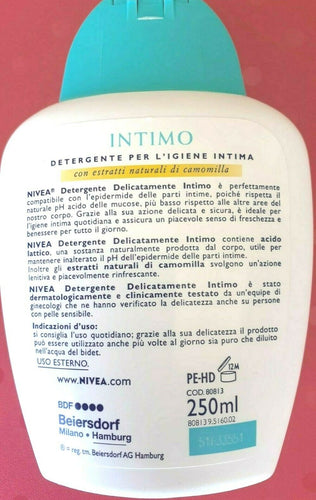 INTIMO
DETERGENTE PER L'IGIENE INTIMA
con estratti naturali di camomilla
NIVEA® Detergente Delicatamente Intimo è perfettamente
compatibile con l'epidermide delle parti intime, poiché rispetta il
naturale pH acido delle mucose, più basso rispetto alle altre aree del
nostro corpo. Grazie alla sua azione delicata e sicura, è ideale per
l'igiene intima quotidiana e assicura un piacevole senso di freschezza e
benessere per tutto il giorno.
NIVEA Detergente Delicatamente Intimo contiene acido
lattico, una sostanza naturalmente prodotta dal corpo, utile per
mantenere inalterato il pH dell'epidermide delle parti intime.
Inoltre gli estratti naturali di camomilla svolgono un'azione
lenitiva e piacevolmente rinfrescante.
NIVEA Detergente Delicatamente Intimo è stato
dermatologicamente e clinicamente testato da un'equipe di
ginecologi che ne hanno verificato la delicatezza anche su persone
con pelle sensibile.
Indicazioni d'uso:
si consiglia l'uso quotidiano; grazie alla sua delicatezza il prodotto
può essere utilizzato anche più volte al giorno sia puro che diluito
nell'acqua del bidet.
USO ESTERNO.
www.NIVEA.com
PE-HD
12M
COD. 80813
BDF
250ml
Beiersdorf
80813.9.5160.02
Milano • Hamburg
51133551
® = reg. tm. Beiersdorf AG Hamburg